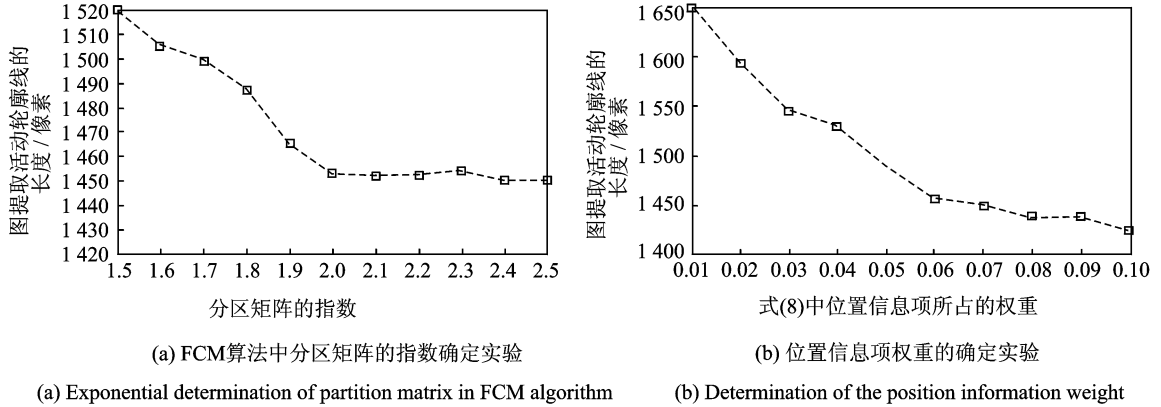 图提取活动轮廓线的
长度/像素
1 520
1 510
1 500
1 490
1 480
1 470
1 460
1 450
1 440
1 430
1 420
1.5 1.6 1.7 1.8 1.9 2.0 2.1 2.2 2.3 2.4 2.5
分区矩阵的指数
(a) FCM算法中分区矩阵的指数确定实验
(a) Exponential determination of partition matrix in FCM algorithm
图提取活动轮廓线的
长度/像素
1 650
1 600
1 550
1 500
1 450
1 400
0.01 0.02 0.03 0.04 0.05 0.06 0.07 0.08 0.09 0.10
式(8)中位置信息项所占的权重
(b) 位置信息项权重的确定实验
(b) Determination of the position information weight